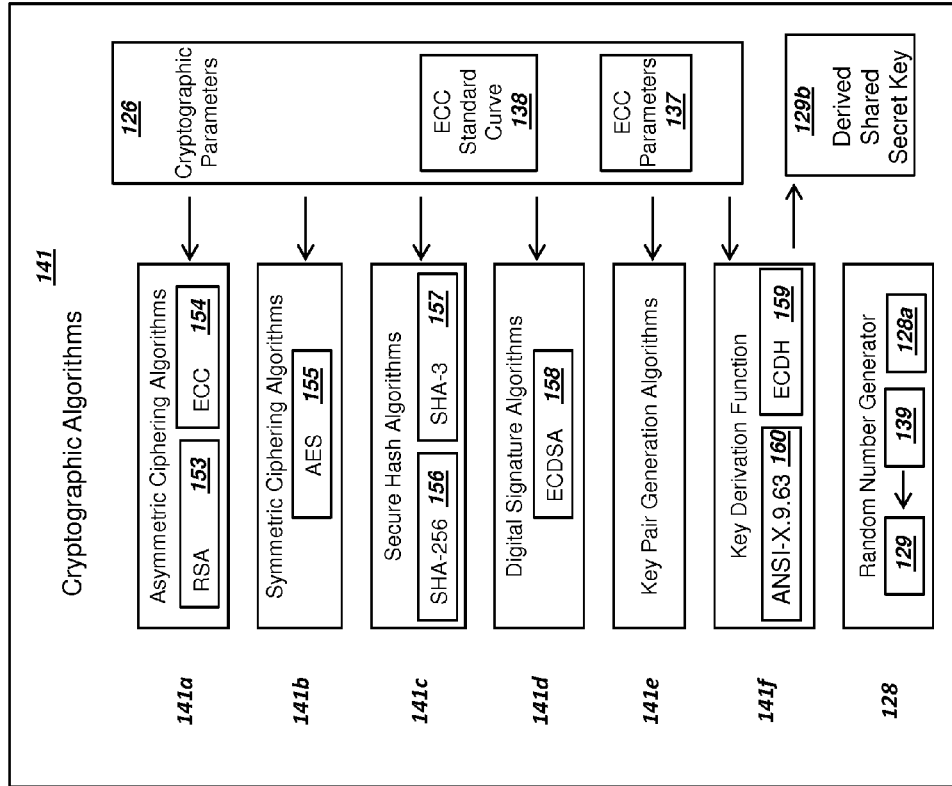 Cryptographic Algorithms
141
141a
Asymmetric Ciphering Algorithms
RSA 153
ECC 154
141b
Symmetric Ciphering Algorithms
AES 155
141c
Secure Hash Algorithms
SHA-256 156
SHA-3 157
141d
Digital Signature Algorithms
ECDSA 158
141e
Key Pair Generation Algorithms
141f
Key Derivation Function
ANSI-X.9.63 160
ECDH 159
128
Random Number Generator
129
139
128a
126
Cryptographic
Parameters
ECC
Standard
Curve
138
ECC
Parameters
137
129b
Derived
Shared
Secret Key